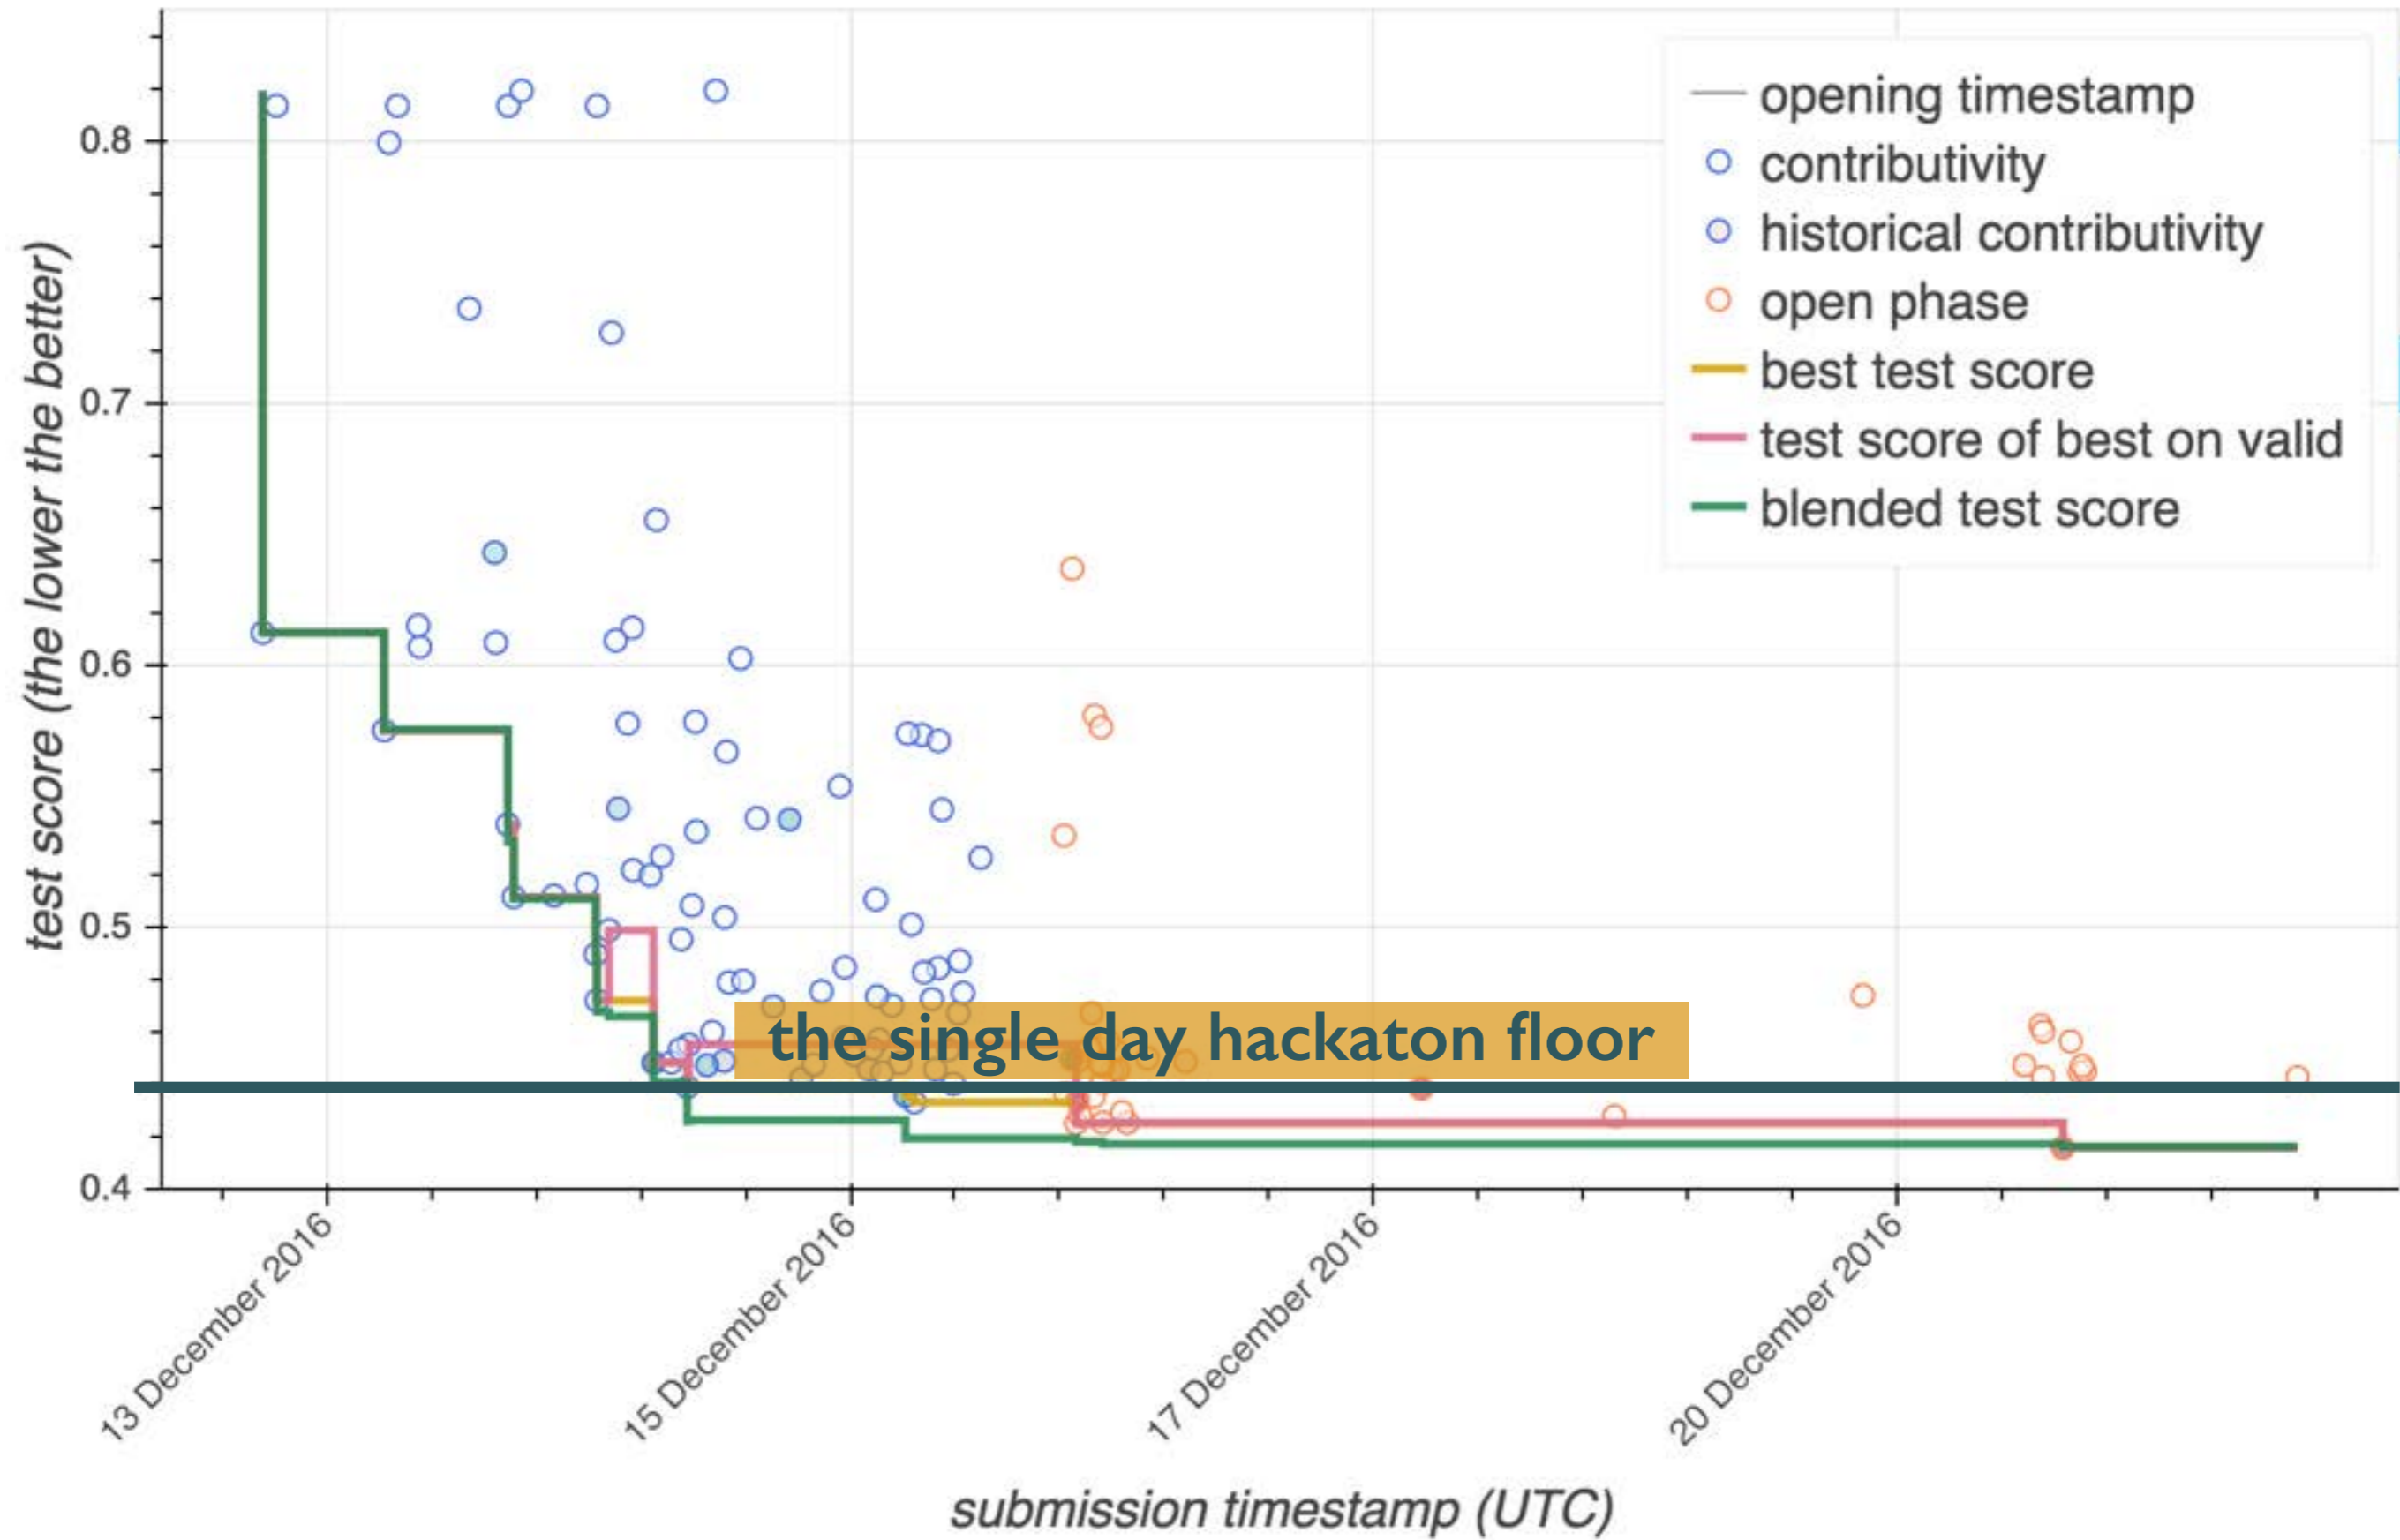 test score (the lower the better)
0.8
0.7
0.6
0.5
0.4
opening timestamp
contributivity
historical contributivity
open phase
best test score
test score of best on valid
blended test score
the single day hackaton floor
13 December 2016
15 December 2016
17 December 2016
20 December 2016
submission timestamp (UTC)